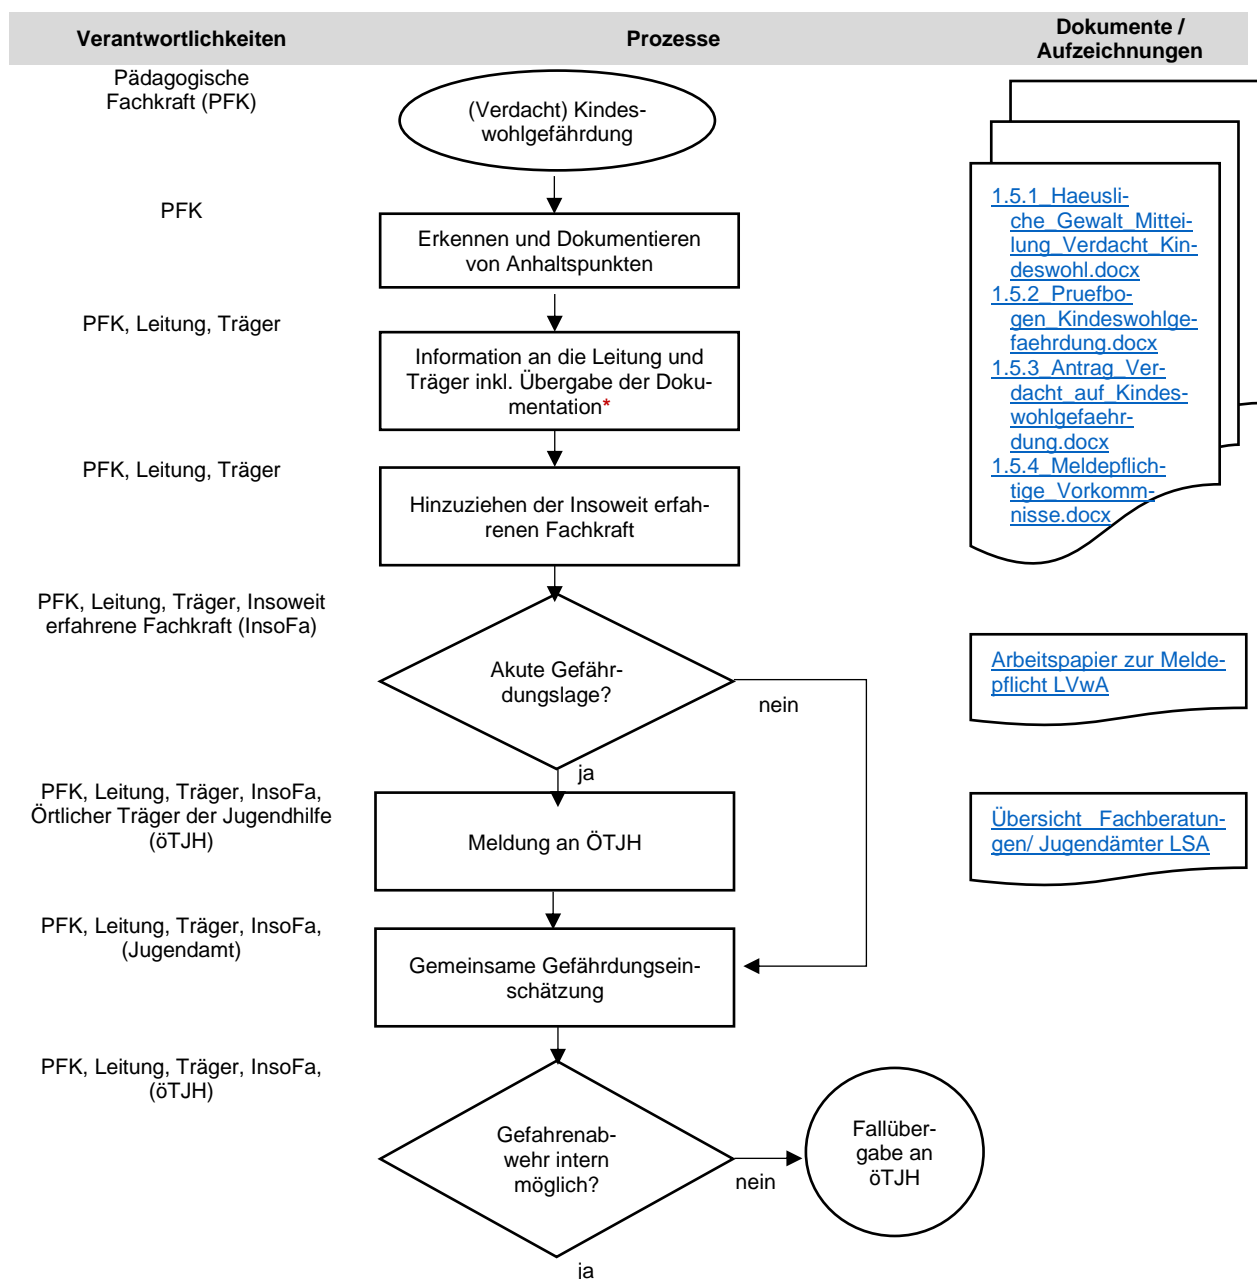 Verantwortlichkeiten
Prozesse
Dokumente /
Aufzeichnungen
Pädagogische
Fachkraft (PFK)
(Verdacht) Kindes-
wohlgefährdung
1.5.1_Haeusli-
che_Gewalt_Mittei-
lung_Verdacht_Kin-
deswohl.docx
1.5.2_Pruefbo-
gen_Kindeswohlge-
faehrdung.docx
1.5.3_Antrag_Ver-
dacht_auf_Kindes-
wohlgefaehr-
dung.docx
1.5.4_Meldepflich-
tige_Vorkomm-
nisse.docx
PFK
Erkennen und Dokumentieren
von Anhaltspunkten
PFK, Leitung, Träger
Information an die Leitung und
Träger inkl. Übergabe der Doku-
mentation*
PFK, Leitung, Träger
Hinzuziehen der Insoweit erfah-
renen Fachkraft
PFK, Leitung, Träger, Insoweit
erfahrene Fachkraft (InsoFa)
Akute Gefähr-
dungslage?
nein
ja
Arbeitspapier zur Melde-
pflicht LVwA
PFK, Leitung, Träger, InsoFa,
Örtlicher Träger der Jugendhilfe
(öTJH)
Meldung an ÖTJH
Übersicht Fachberatun-
gen/ Jugendämter LSA
PFK, Leitung, Träger, InsoFa,
(Jugendamt)
Gemeinsame Gefährdungsein-
schätzung
PFK, Leitung, Träger, InsoFa,
(öTJH)
Gefahrenab-
wehr intern
möglich?
nein
Fallüber-
gabe an
öTJH
ja